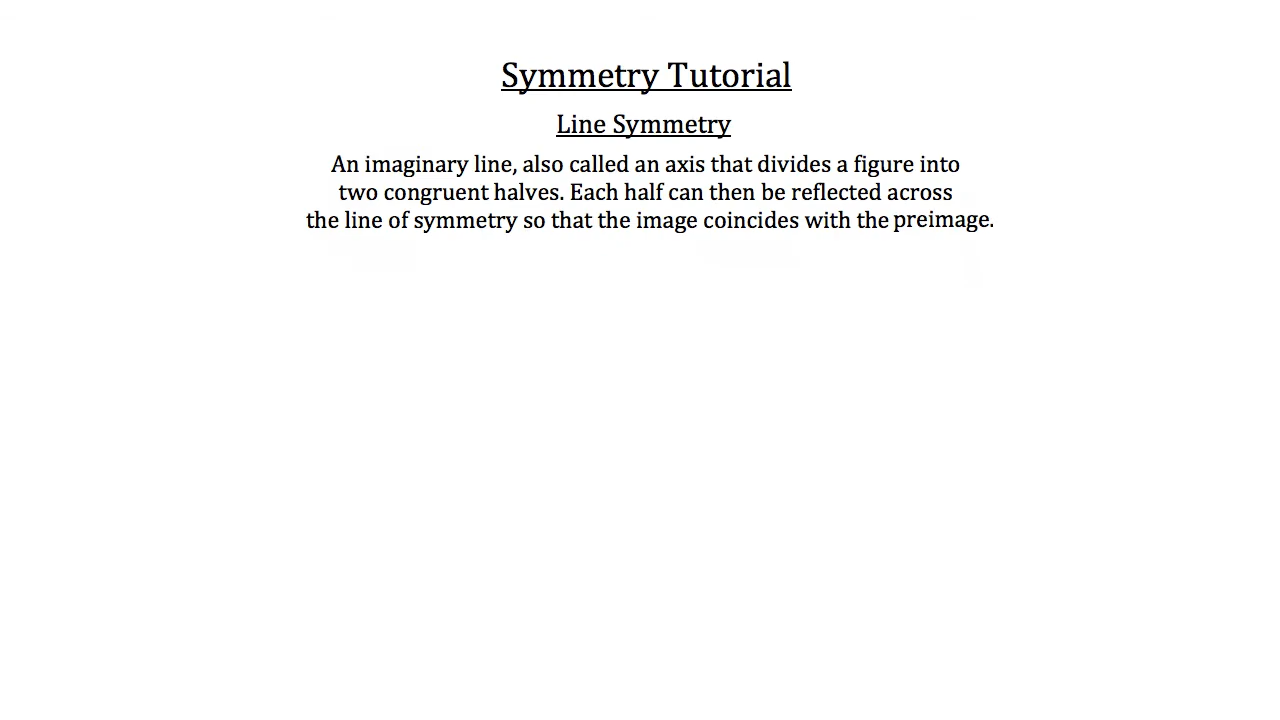 Symmetry Tutorial
Line Symmetry
An imaginary line, also called an axis that divides a figure into
two congruent halves. Each half can then be reflected across
the line of symmetry so that the image coincides with the preimage.